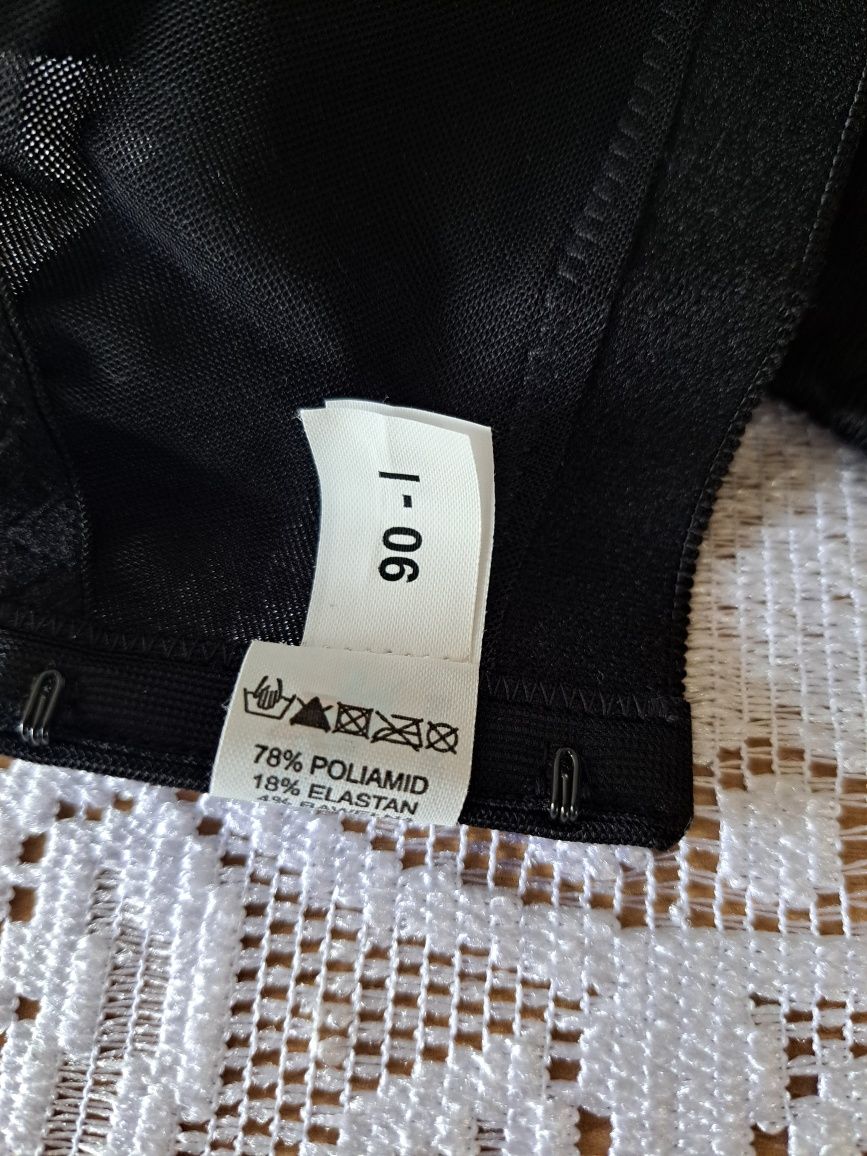 90 - I
78% POLIAMID
18% ELASTAN